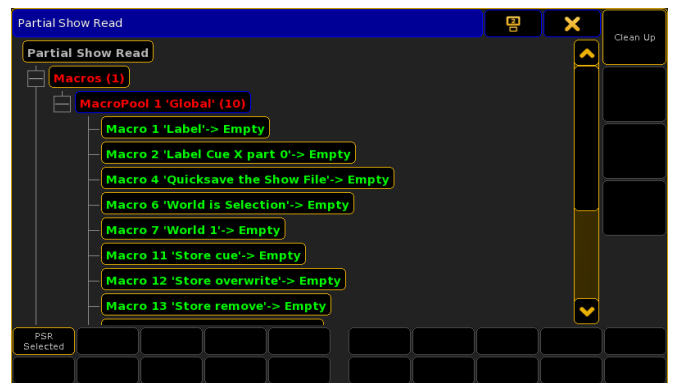 Partial Show Read
2
Clean Up
Partial Show Read
Macros (1)
MacroPool 1 'Global' (10)
Macro 1 'Label'-> Empty
Macro 2 'Label Cue X part 0'-> Empty
Macro 4 'Quicksave the Show File'-> Empty
Macro 6 'World is Selection'-> Empty
Macro 7 'World 1'-> Empty
Macro 11 'Store cue'-> Empty
Macro 12 'Store overwrite'-> Empty
Macro 13 'Store remove'-> Empty
PSR
Selected